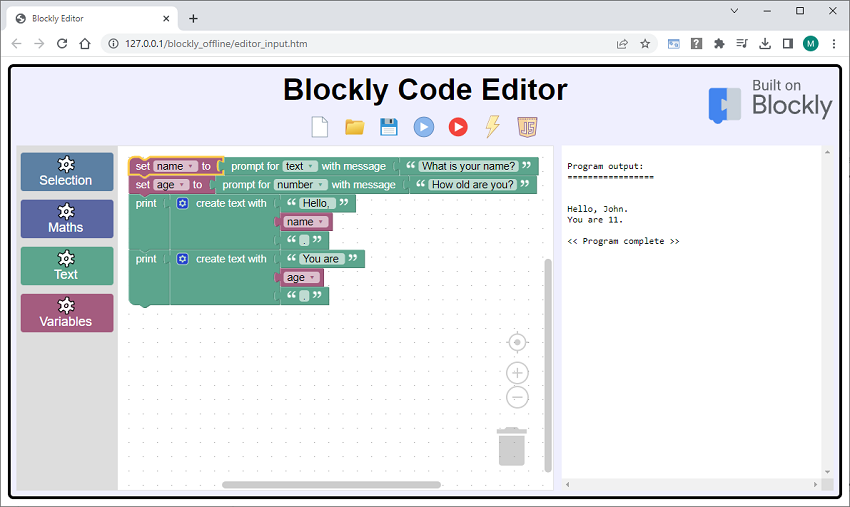 Blockly Editor
127.0.0.1/blockly_offline/editor_input.htm
M
Blockly Code Editor
Built on
Blockly
JS
Selection
Maths
Text
Variables
set name to prompt for text with message “ What is your name? ”
set age to prompt for number with message “ How old are you? ”
print create text with “ Hello, ”
name
“ . ”
print create text with “ You are ”
age
“ . ”
Program output:
=================
Hello, John.
You are 11.
<< Program complete >>